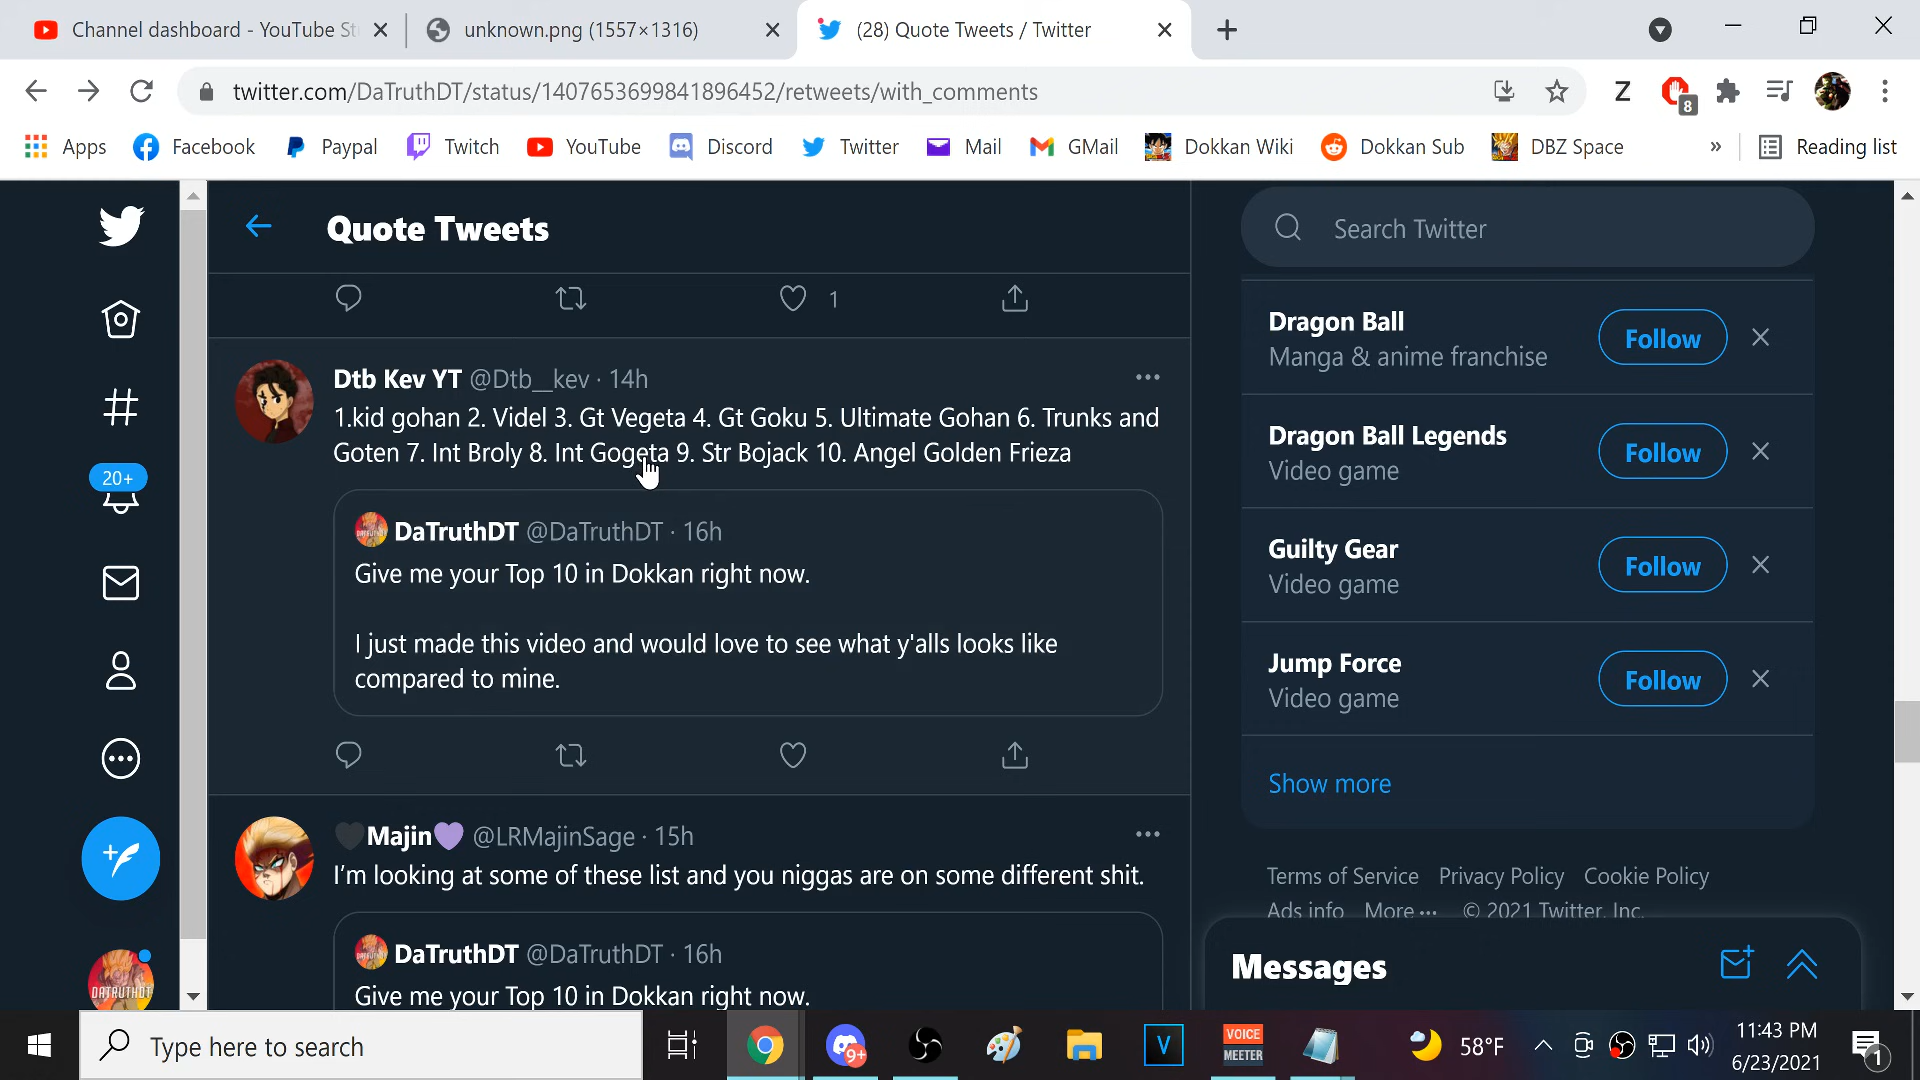 Channel dashboard - YouTube St
unknown.png (1557×1316)
(28) Quote Tweets / Twitter
twitter.com/DaTruthDT/status/1407653699841896452/retweets/with_comments
Z
8
Apps
Facebook
Paypal
Twitch
YouTube
Discord
Twitter
Mail
GMail
Dokkan Wiki
Dokkan Sub
DBZ Space
»
Reading list
Quote Tweets
Search Twitter
1
Dragon Ball
Manga & anime franchise
Follow
Dtb Kev YT @Dtb__kev · 14h
1.kid gohan 2. Videl 3. Gt Vegeta 4. Gt Goku 5. Ultimate Gohan 6. Trunks and
Goten 7. Int Broly 8. Int Gogeta 9. Str Bojack 10. Angel Golden Frieza
Dragon Ball Legends
Video game
Follow
20+
DaTruthDT @DaTruthDT · 16h
Give me your Top 10 in Dokkan right now.
I just made this video and would love to see what y'alls looks like
compared to mine.
Guilty Gear
Video game
Follow
Jump Force
Video game
Follow
Show more
🖤Majin💜 @LRMajinSage · 15h
I'm looking at some of these list and you niggas are on some different shit.
DaTruthDT @DaTruthDT · 16h
Give me your Top 10 in Dokkan right now.
Terms of Service Privacy Policy Cookie Policy
Ads info More ··· © 2021 Twitter, Inc.
Messages
DATRUTHDT
Type here to search
9+
V
VOICE
MEETER
58°F
11:43 PM
6/23/2021
1